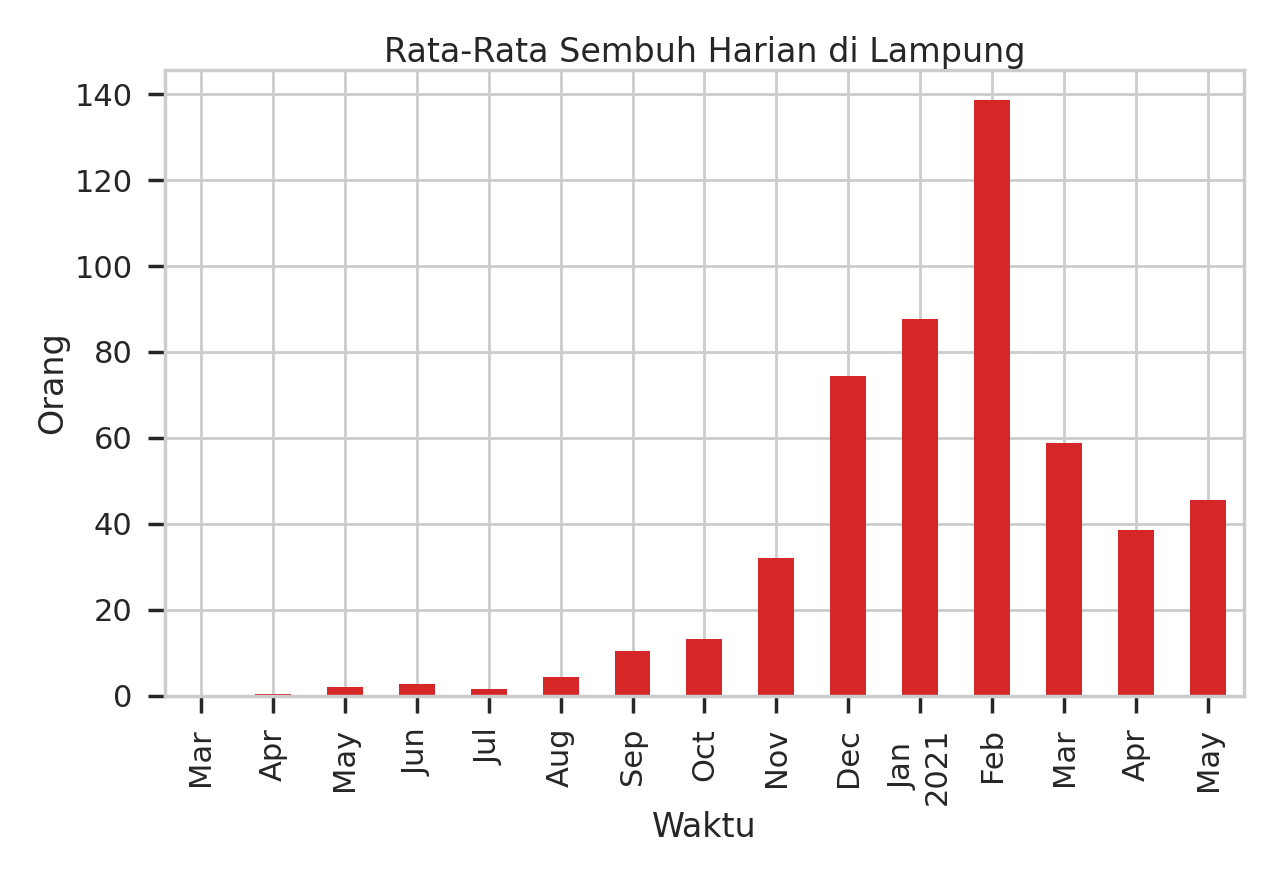 Rata-Rata Sembuh Harian di Lampung
140
120
100
80
60
40
20
0
Orang
Mar
Apr
May
Jun
Jul
Aug
Sep
Oct
Nov
Dec
Jan
2021
Feb
Mar
Apr
May
Waktu